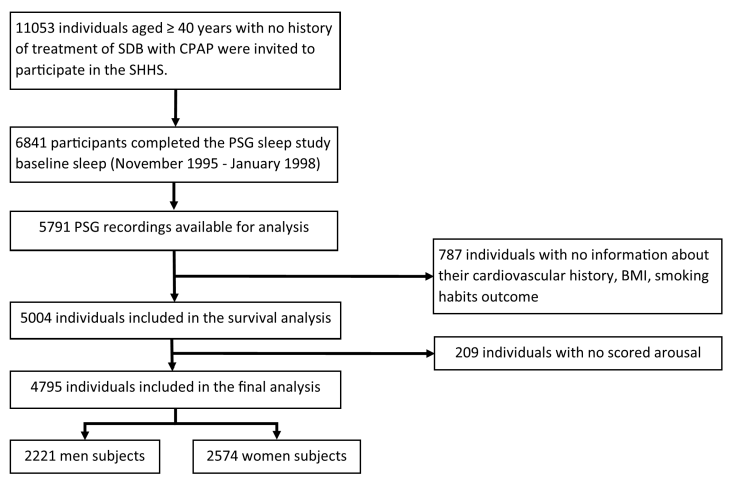 11053 individuals aged ≥ 40 years with no history
of treatment of SDB with CPAP were invited to
participate in the SHHS.
6841 participants completed the PSG sleep study
baseline sleep (November 1995 - January 1998)
5791 PSG recordings available for analysis
787 individuals with no information about
their cardiovascular history, BMI, smoking
habits outcome
5004 individuals included in the survival analysis
209 individuals with no scored arousal
4795 individuals included in the final analysis
2221 men subjects
2574 women subjects